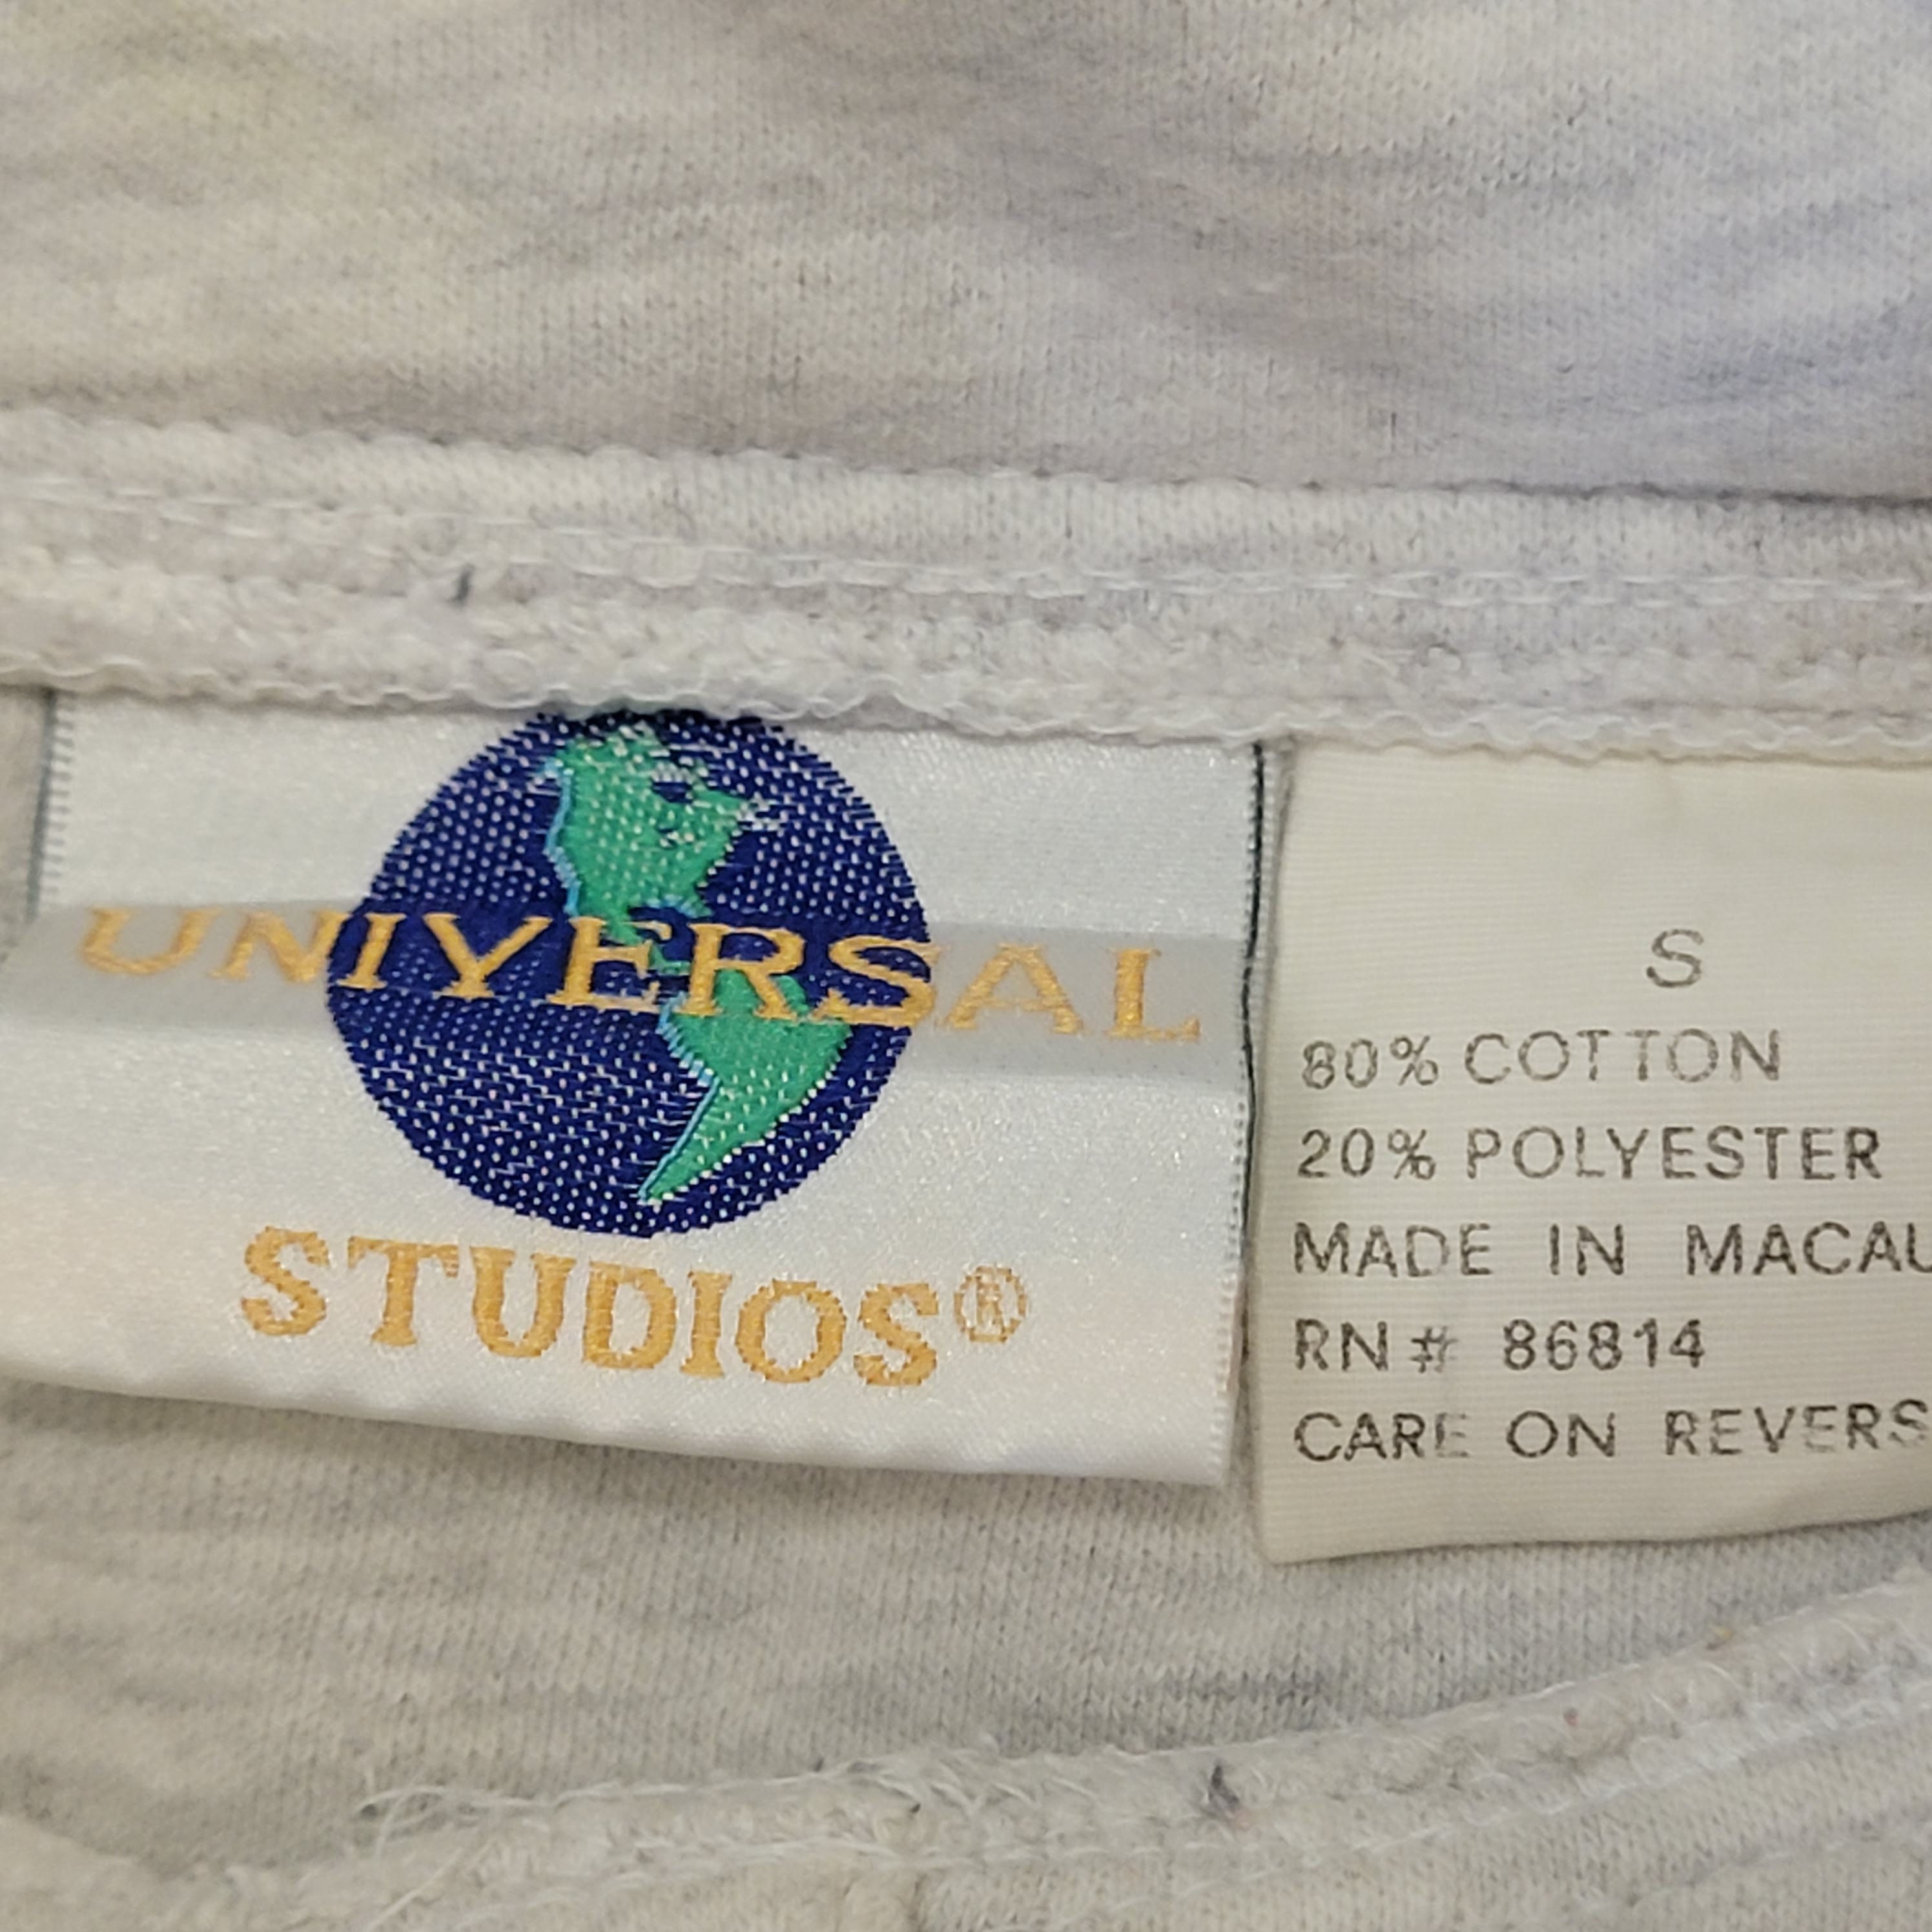 UNIVERSAL
STUDIOS®
S
80% COTTON
20% POLYESTER
MADE IN MACAU
RN# 86814
CARE ON REVERS